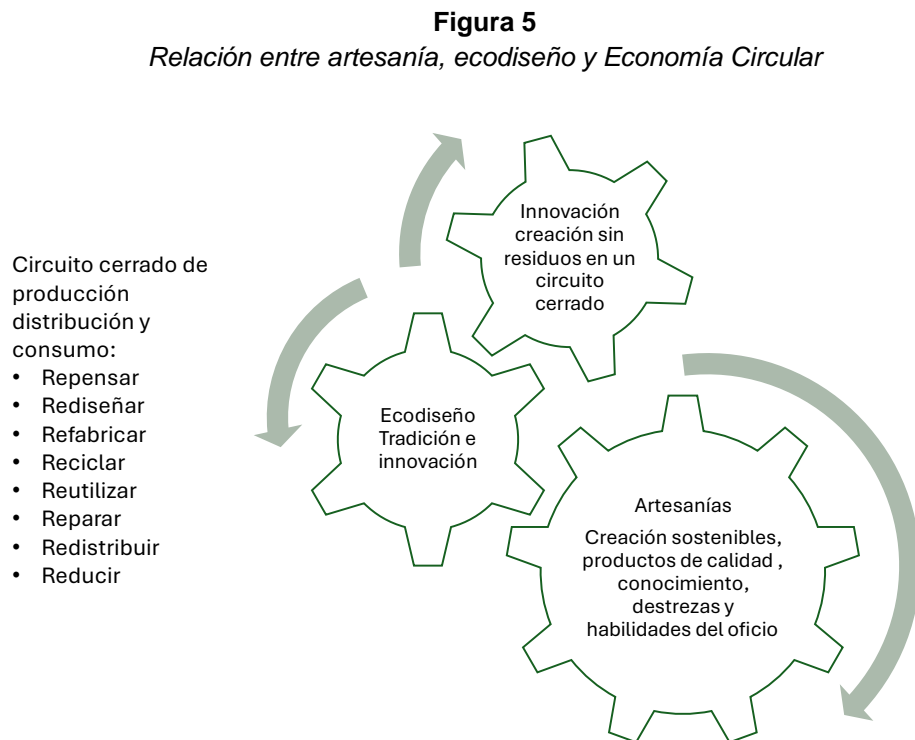 Figura 5
Relación entre artesanía, ecodiseño y Economía Circular
Innovación
creación sin
residuos en un
circuito
cerrado
Circuito cerrado de
producción
distribución y
consumo:
• Repensar
• Rediseñar
• Refabricar
• Reciclar
• Reutilizar
• Reparar
• Redistribuir
• Reducir
Ecodiseño
Tradición e
innovación
Artesanías
Creación sostenibles,
productos de calidad ,
conocimiento,
destrezas y
habilidades del oficio